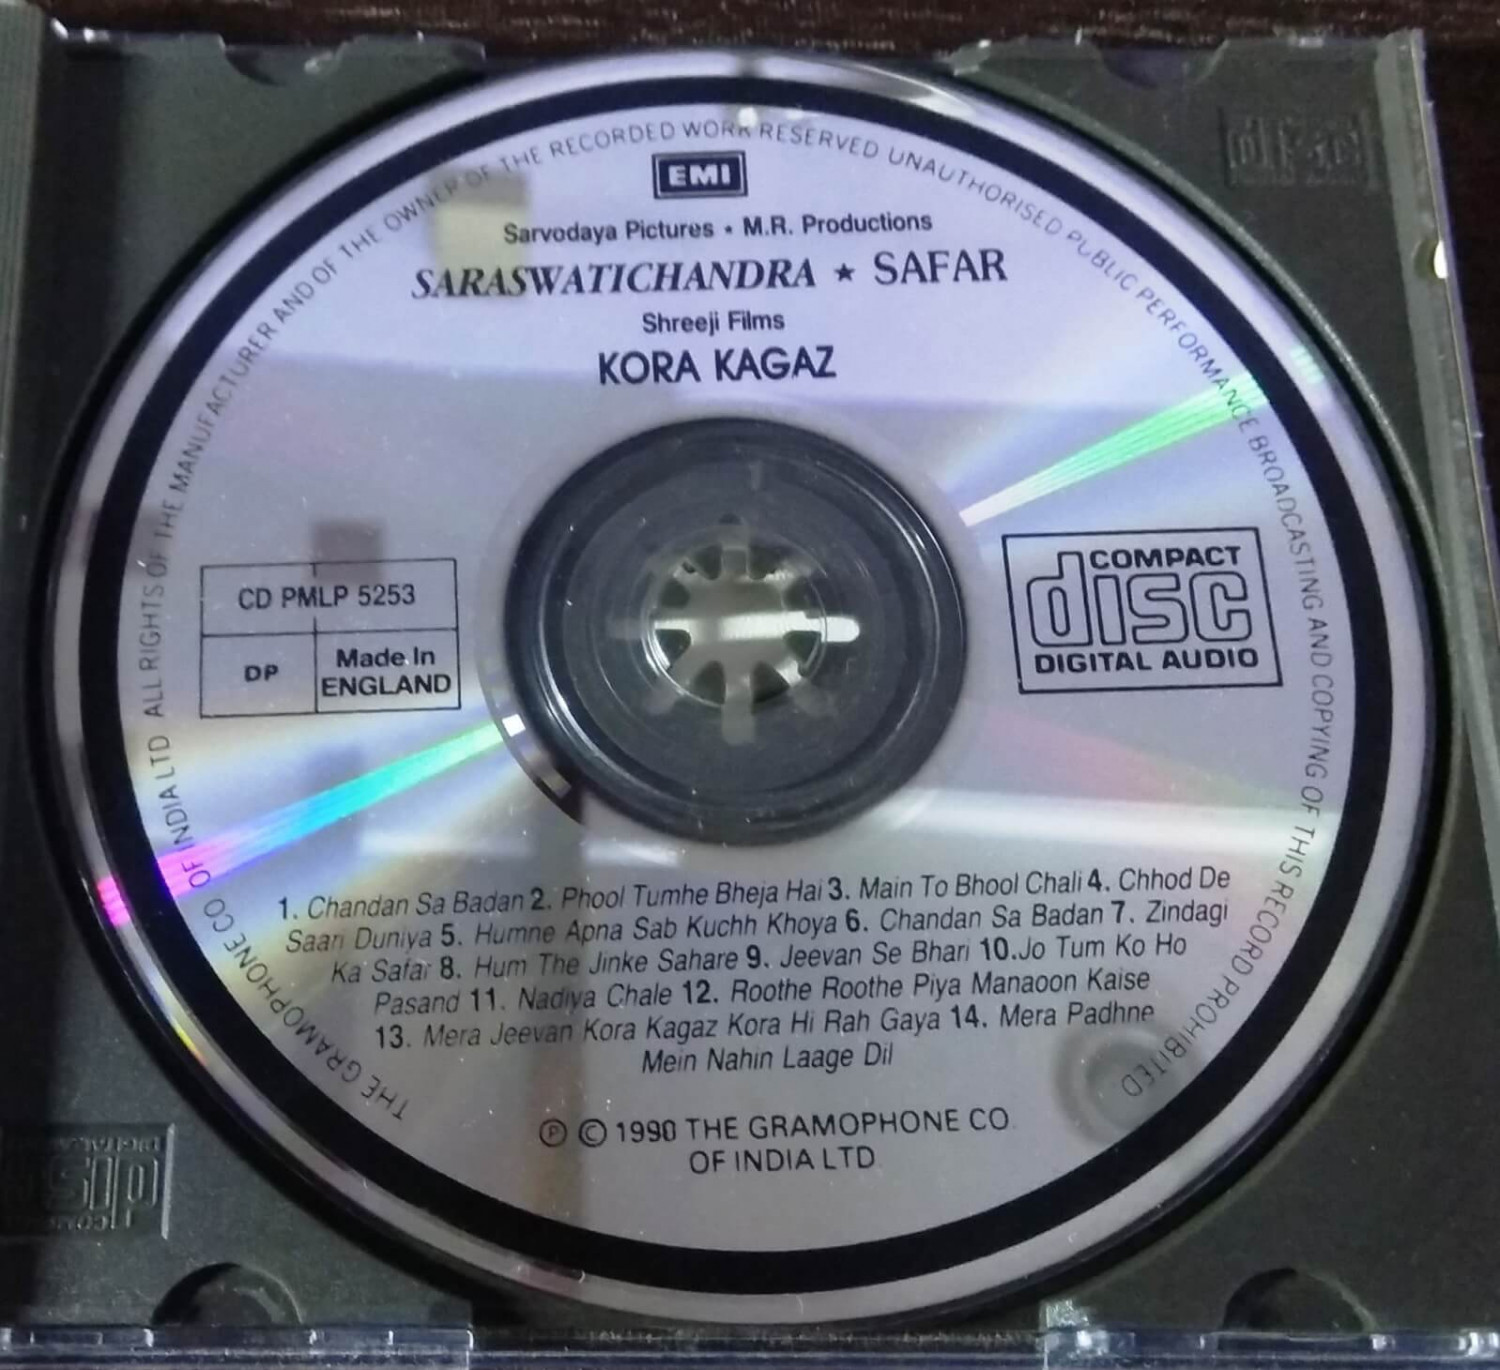 THE GRAMOPHONE CO OF INDIA LTD ALL RIGHTS OF THE MANUFACTURER AND OF THE OWNER OF THE RECORDED WORK RESERVED UNAUTHORISED PUBLIC PERFORMANCE BROADCASTING AND COPYING OF THIS RECORD PROHIBITED
EMI
Sarvodaya Pictures • M.R. Productions
SARASWATICHANDRA ★ SAFAR
Shreeji Films
KORA KAGAZ
CD PMLP 5253
DP
Made In
ENGLAND
COMPACT
disc
DIGITAL AUDIO
1. Chandan Sa Badan 2. Phool Tumhe Bheja Hai 3. Main To Bhool Chali 4. Chhod De
Saari Duniya 5. Humne Apna Sab Kuchh Khoya 6. Chandan Sa Badan 7. Zindagi
Ka Safar 8. Hum The Jinke Sahare 9. Jeevan Se Bhari 10.Jo Tum Ko Ho
Pasand 11. Nadiya Chale 12. Roothe Roothe Piya Manaoon Kaise
13. Mera Jeevan Kora Kagaz Kora Hi Rah Gaya 14. Mera Padhne
Mein Nahin Laage Dil
Ⓟ © 1990 THE GRAMOPHONE CO.
OF INDIA LTD
disc